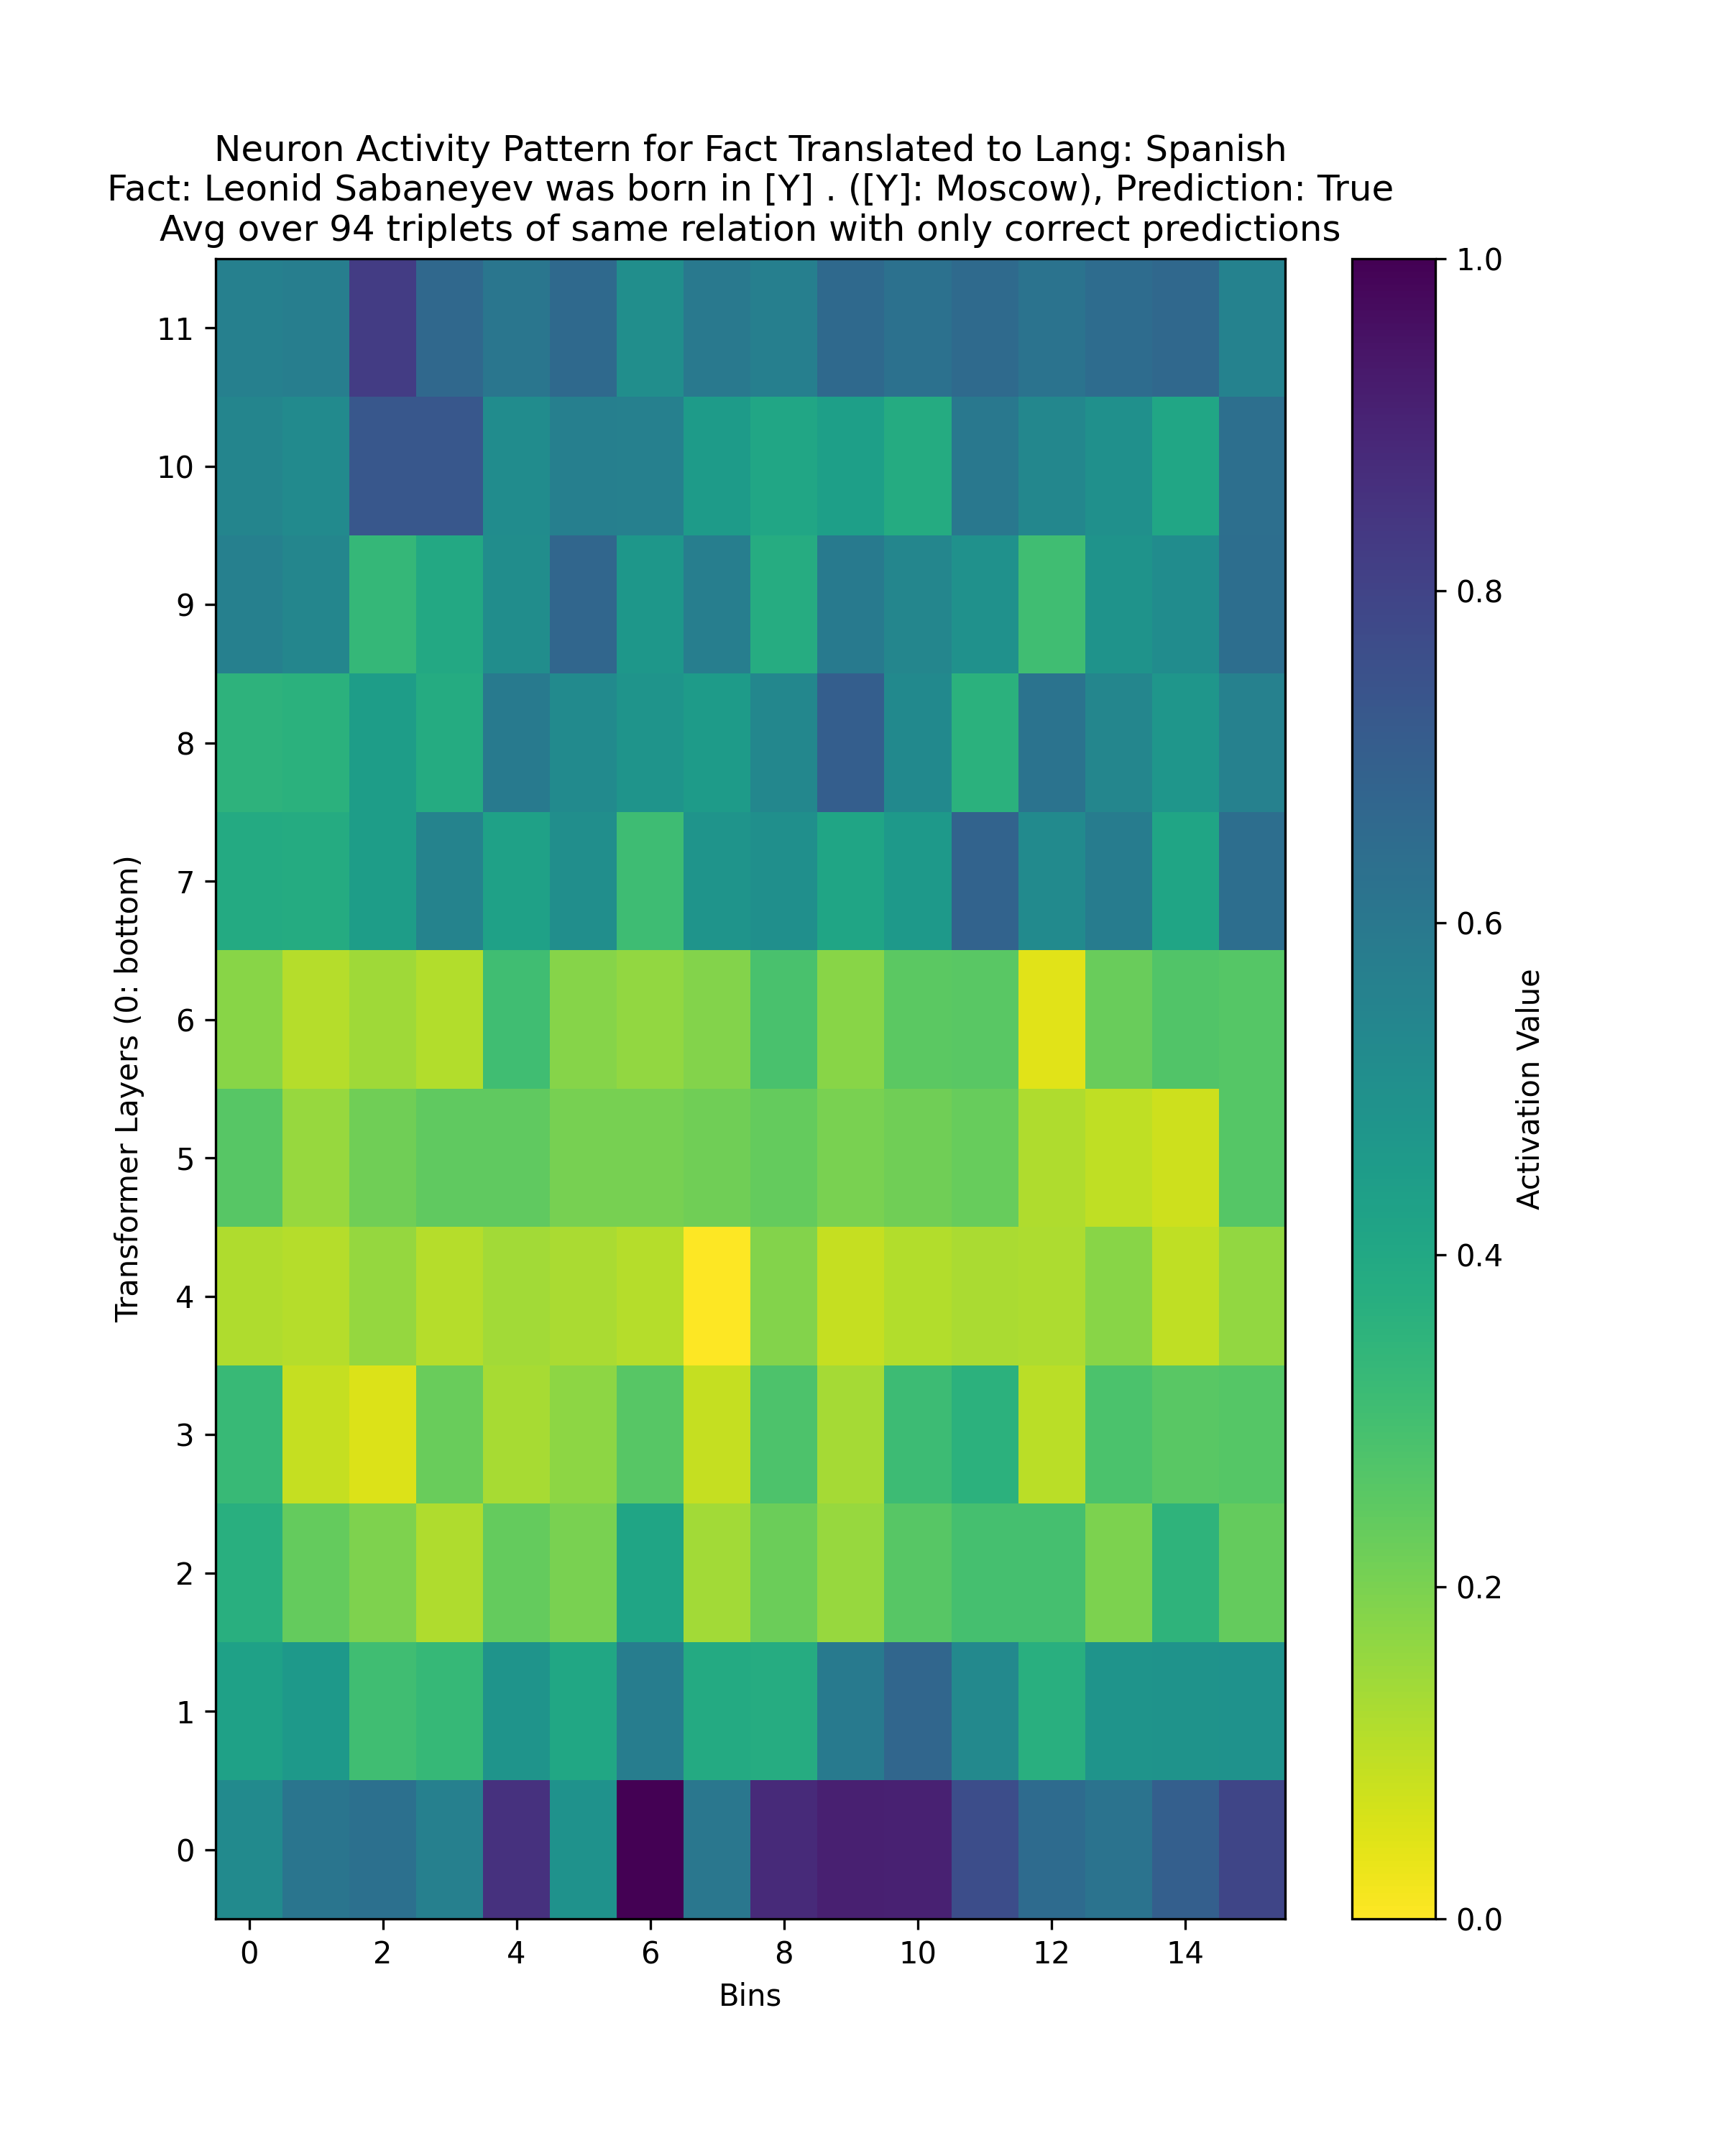 Neuron Activity Pattern for Fact Translated to Lang: Spanish
Fact: Leonid Sabaneyev was born in [Y] . ([Y]: Moscow), Prediction: True
Avg over 94 triplets of same relation with only correct predictions
Transformer Layers (0: bottom)
11
10
9
8
7
6
5
4
3
2
1
0
0 2 4 6 8 10 12 14
Bins
1.0
0.8
0.6
0.4
0.2
0.0
Activation Value